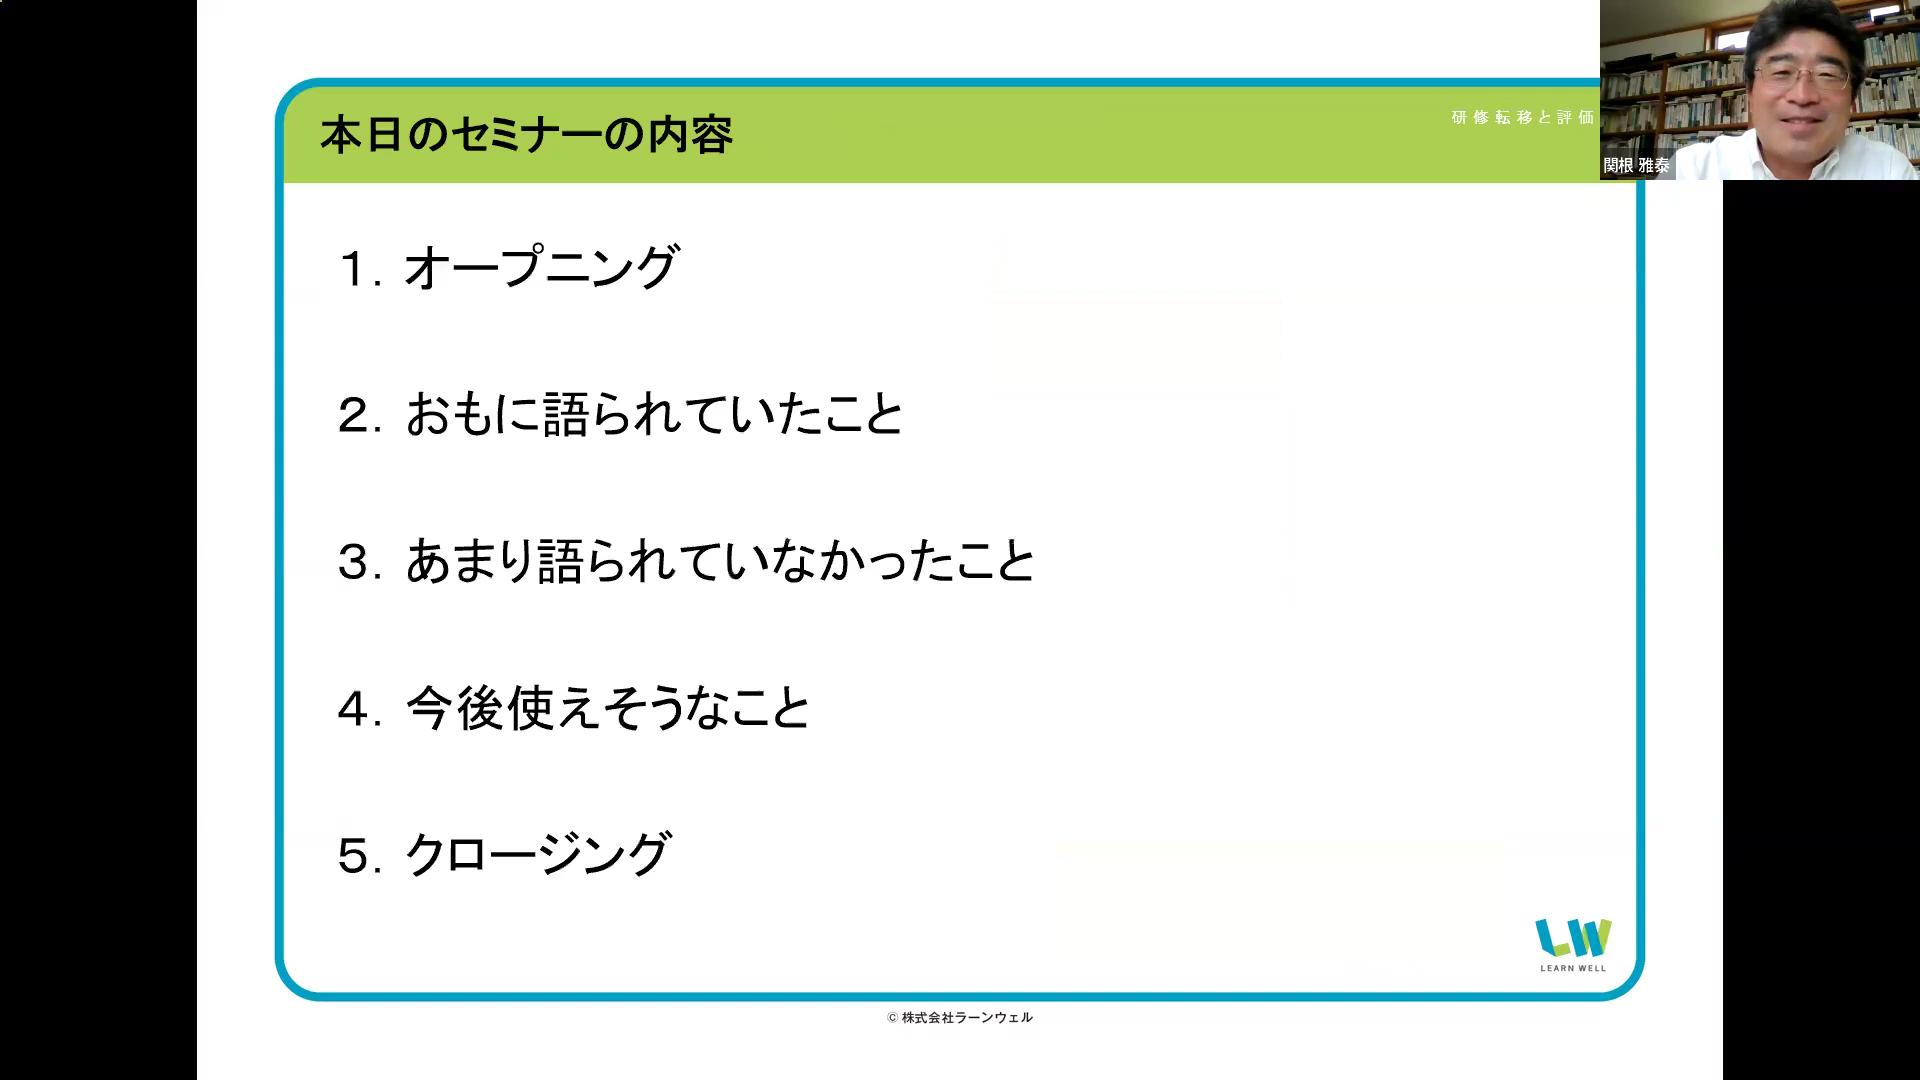 本日のセミナーの内容
研修転移と評価
関根 雅泰
１．オープニング
２．おもに語られていたこと
３．あまり語られていなかったこと
４．今後使えそうなこと
５．クロージング
LW
LEARN WELL
© 株式会社ラーンウェル